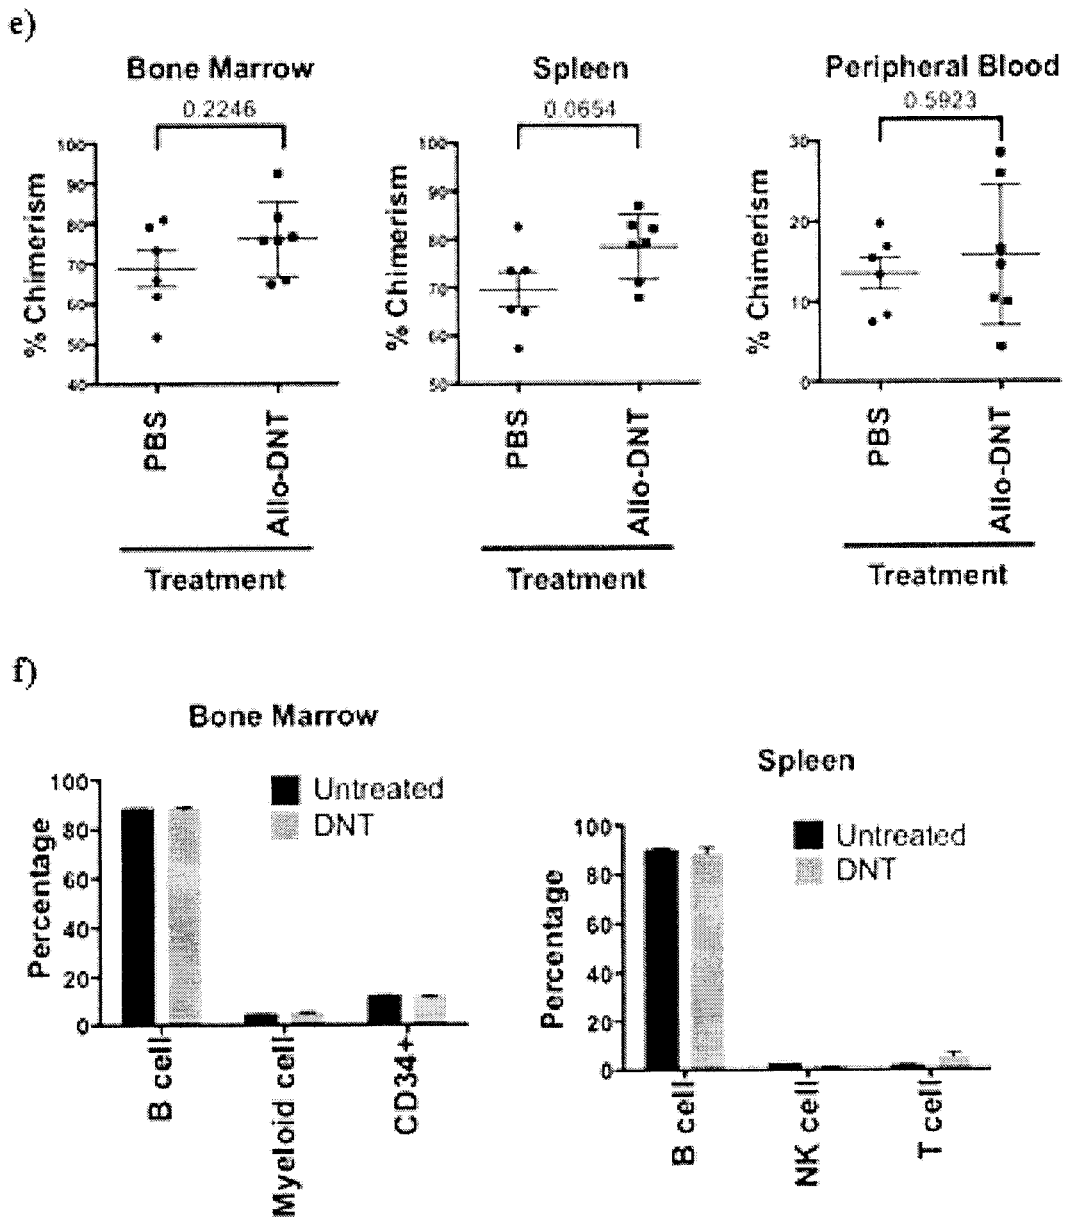 e)
Bone Marrow
0.2246
% Chimerism
100
90
80
70
60
50
40
PBS
Allo-DNT
Treatment
Spleen
0.0654
% Chimerism
100
90
80
70
60
50
PBS
Allo-DNT
Treatment
Peripheral Blood
0.5923
% Chimerism
30
20
10
0
PBS
Allo-DNT
Treatment
f)
Bone Marrow
Untreated
DNT
Percentage
100
80
60
40
20
0
B cell
Myeloid cell
CD34+
Spleen
Untreated
DNT
Percentage
100
80
60
40
20
0
B cell
NK cell
T cell